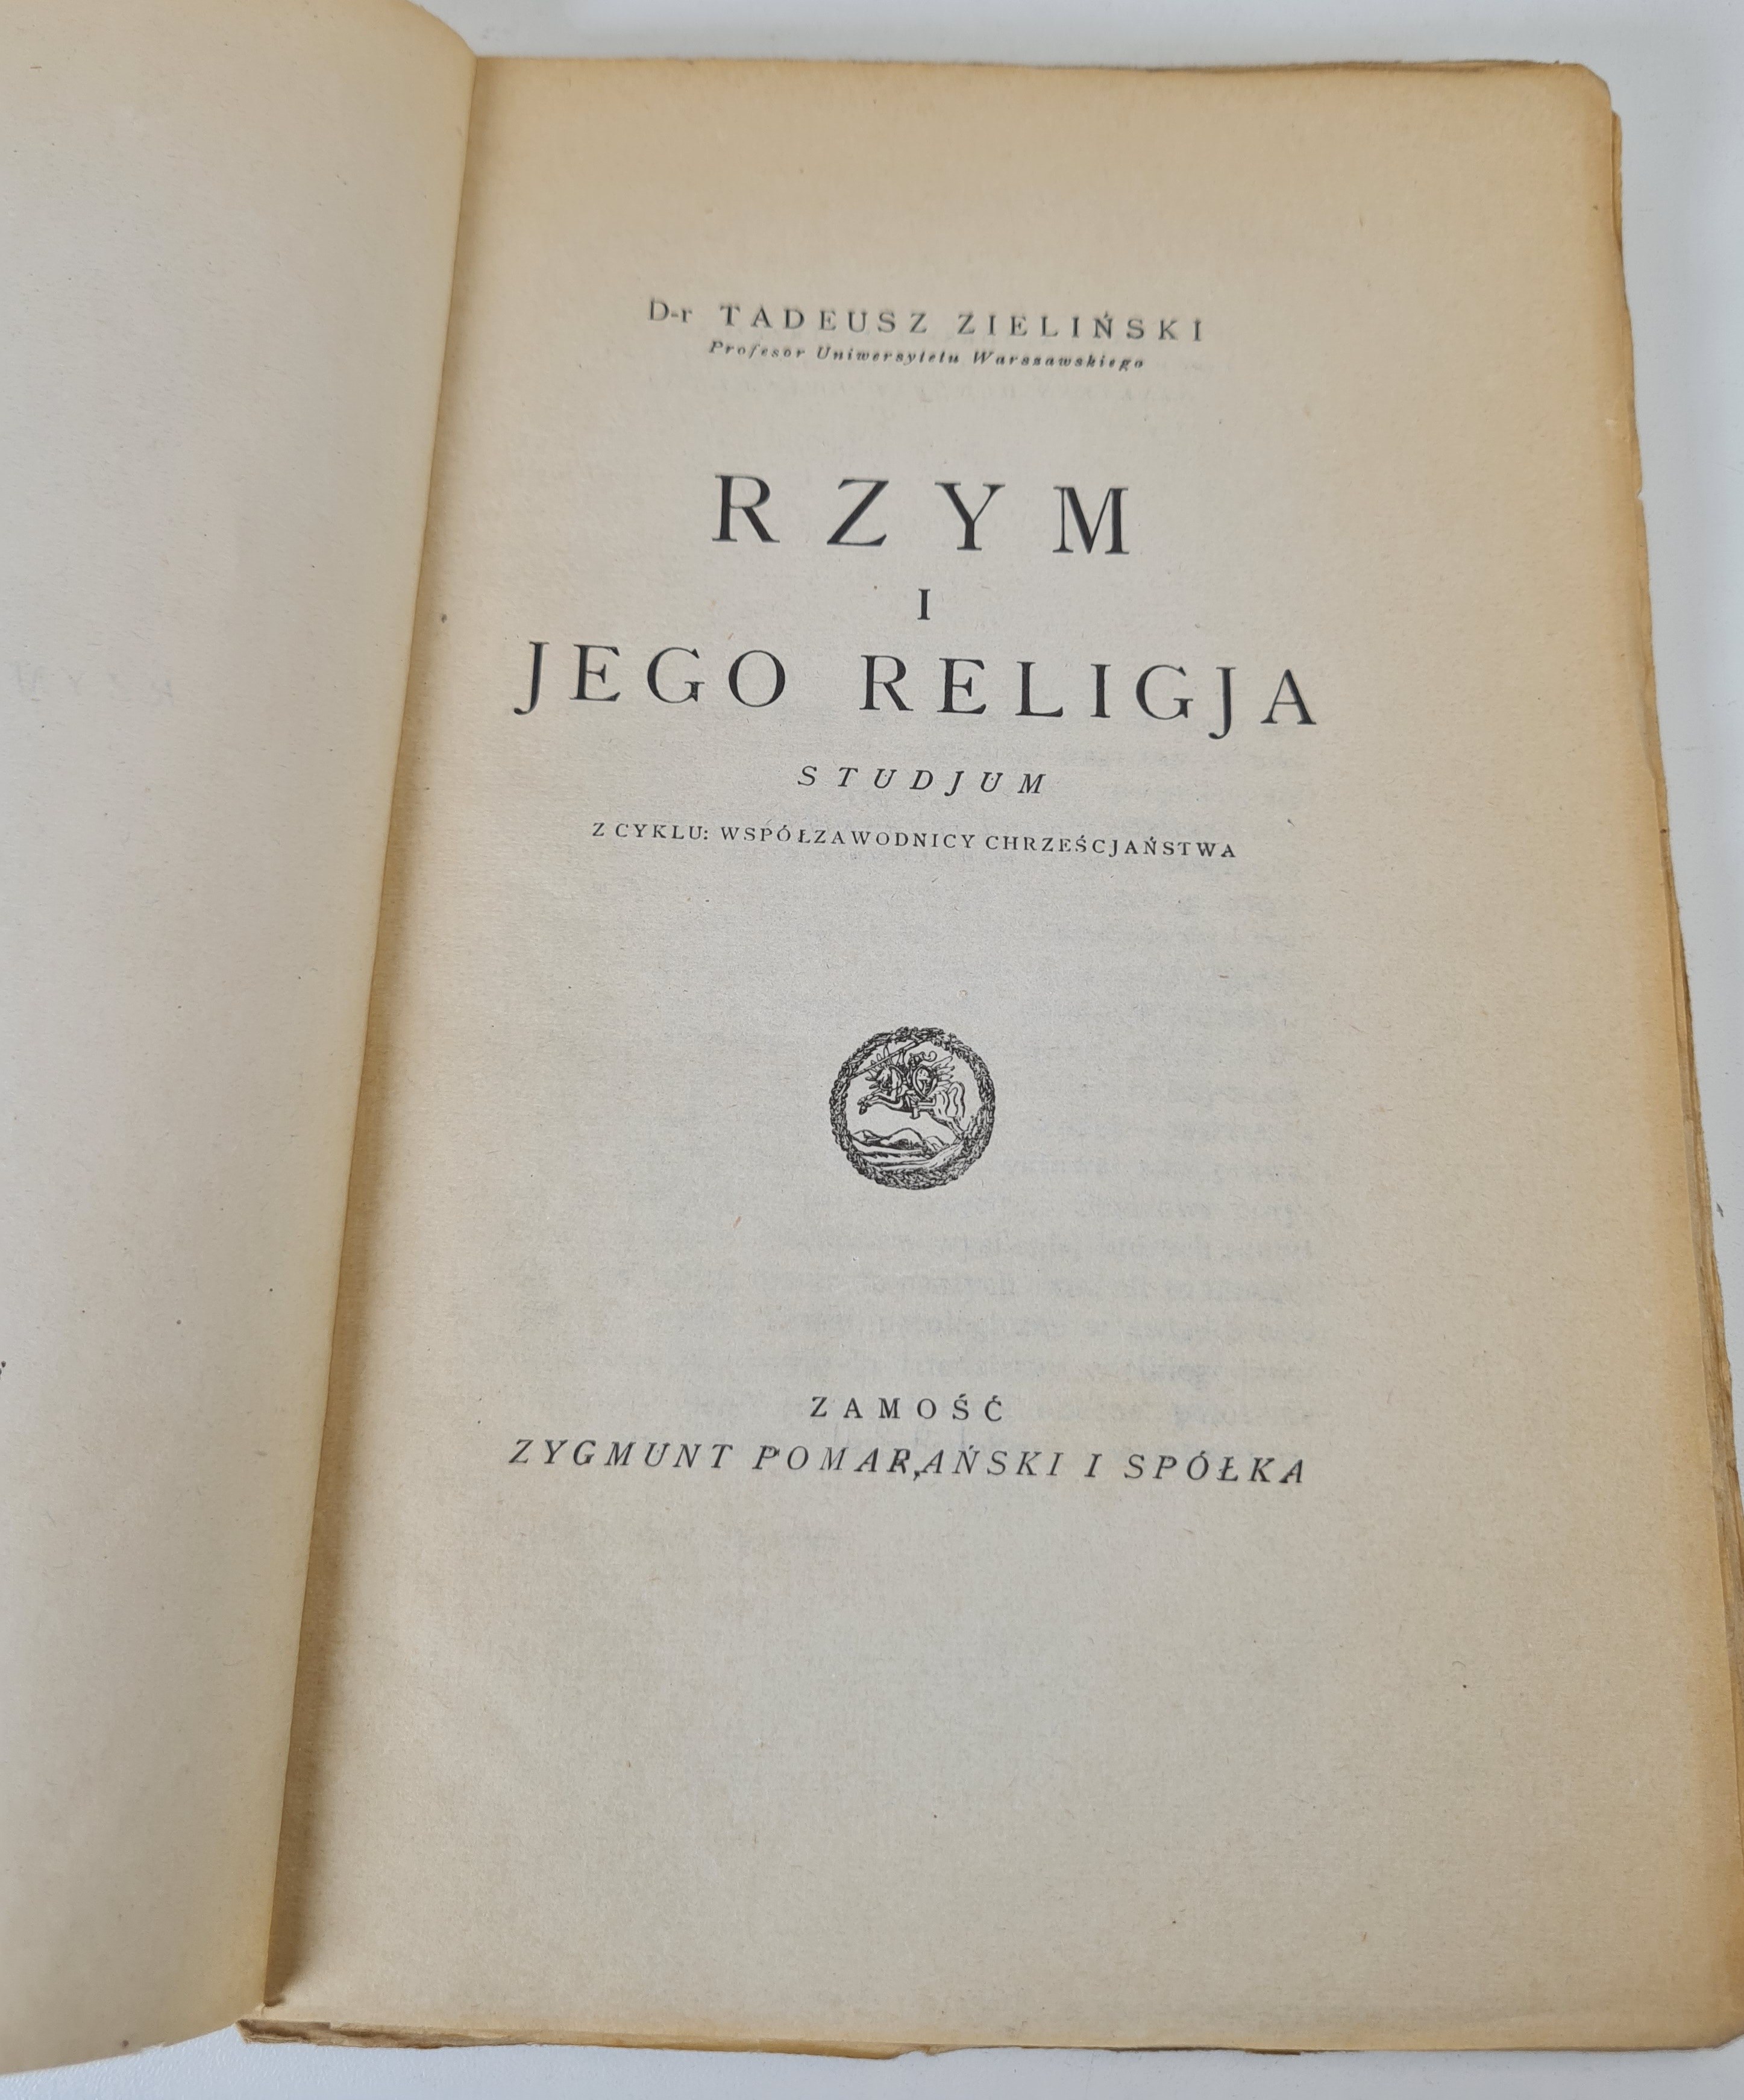 D-r TADEUSZ ZIELIŃSKI
Profesor Uniwersytetu Warszawskiego
RZYM
I
JEGO RELIGJA
STUDJUM
Z CYKLU: WSPÓŁZAWODNICY CHRZEŚCJAŃSTWA
ZAMOŚĆ
ZYGMUNT POMARAŃSKI I SPÓŁKA